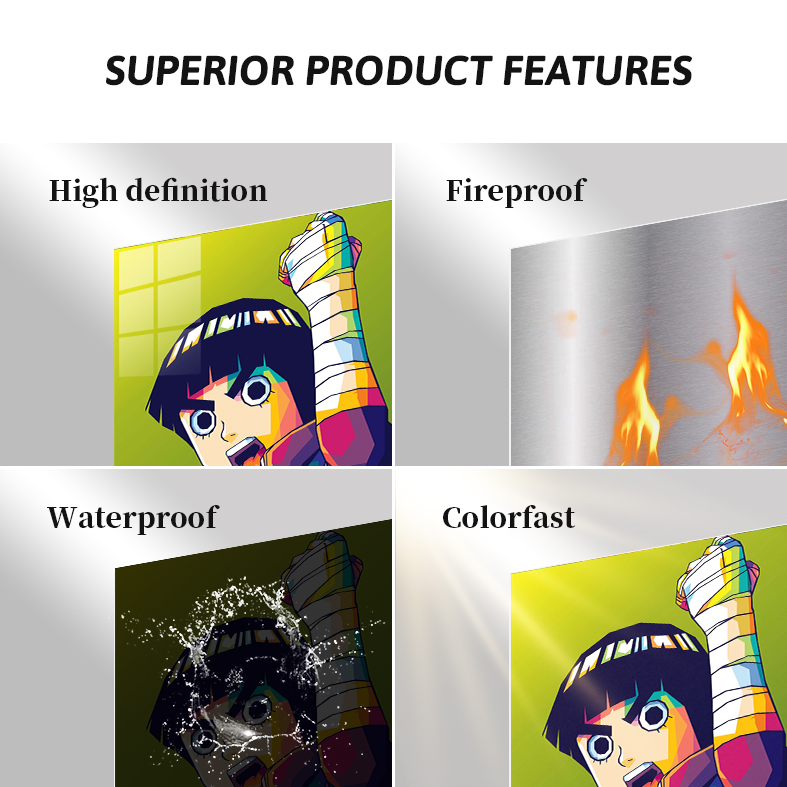 SUPERIOR PRODUCT FEATURES
High definition
Fireproof
Waterproof
Colorfast